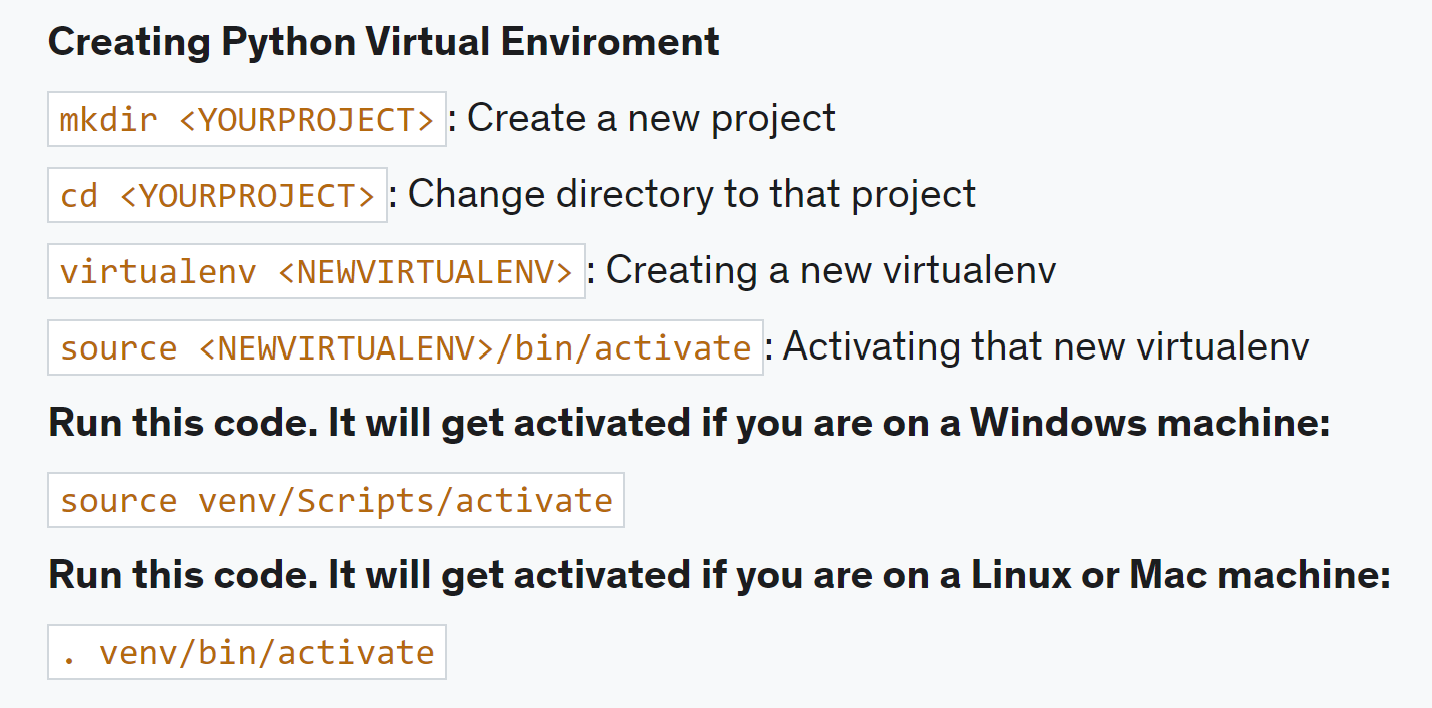 Creating Python Virtual Enviroment
mkdir <YOURPROJECT> : Create a new project
cd <YOURPROJECT> : Change directory to that project
virtualenv <NEWVIRTUALENV> : Creating a new virtualenv
source <NEWVIRTUALENV>/bin/activate : Activating that new virtualenv
Run this code. It will get activated if you are on a Windows machine:
source venv/Scripts/activate
Run this code. It will get activated if you are on a Linux or Mac machine:
. venv/bin/activate